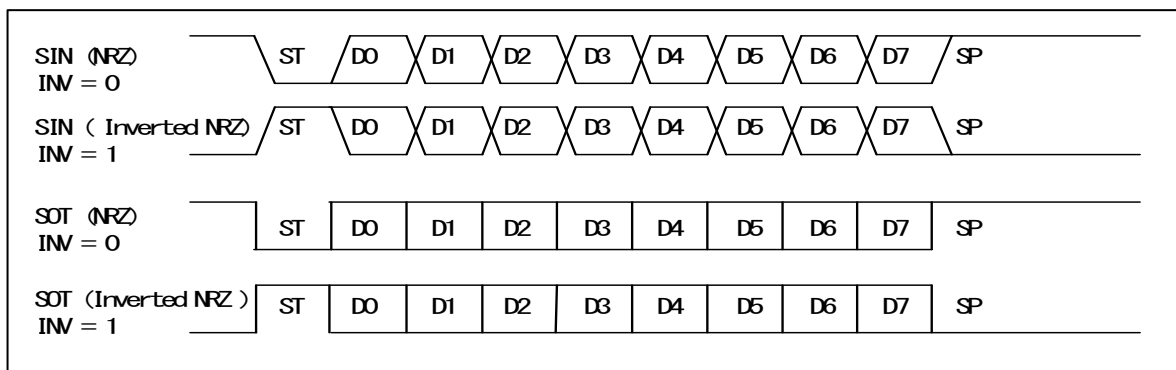 SIN (NRZ) ST D0 D1 D2 D3 D4 D5 D6 D7 SP
INV = 0
SIN ( Inverted NRZ) ST D0 D1 D2 D3 D4 D5 D6 D7 SP
INV = 1
SOT (NRZ) ST D0 D1 D2 D3 D4 D5 D6 D7 SP
INV = 0
SOT (Inverted NRZ ) ST D0 D1 D2 D3 D4 D5 D6 D7 SP
INV = 1